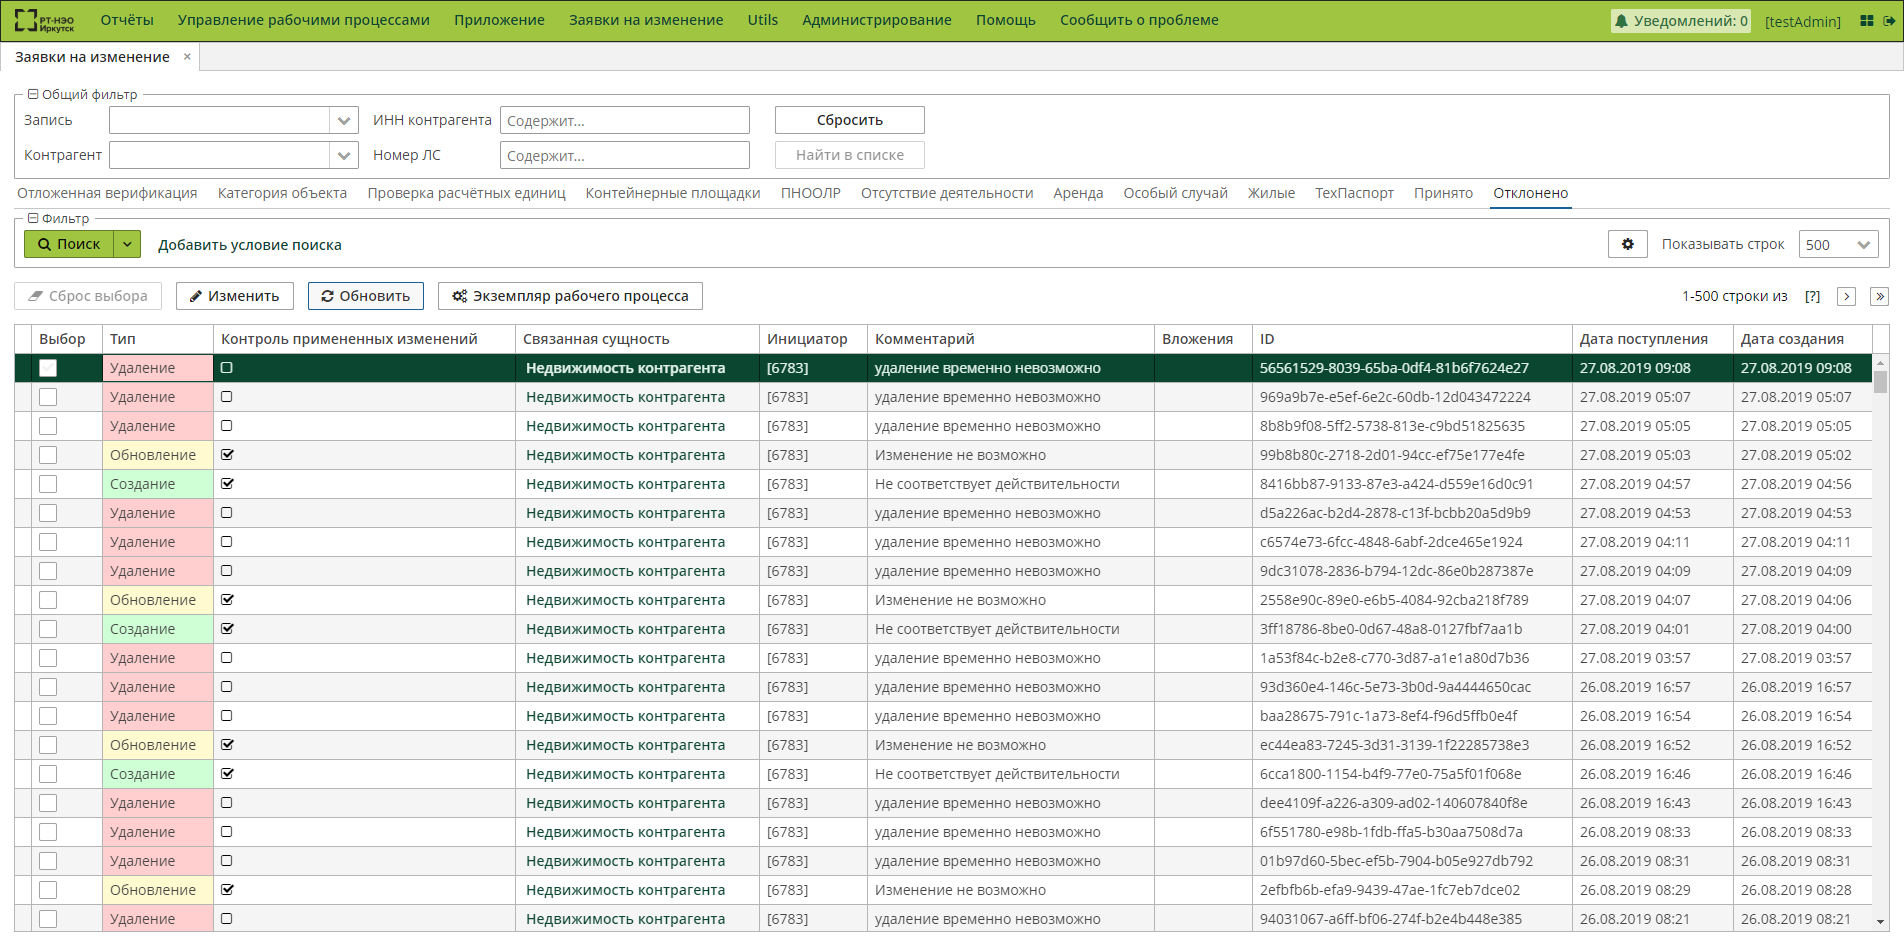 РТ-НЭО Иркутск Отчёты Управление рабочими процессами Приложение Заявки на изменение Utils Администрирование Помощь Сообщить о проблеме Уведомлений: 0 [testAdmin]
Заявки на изменение ×
Общий фильтр
Запись ИНН контрагента Содержит... Сбросить
Контрагент Номер ЛС Содержит... Найти в списке
Отложенная верификация Категория объекта Проверка расчётных единиц Контейнерные площадки ПНООЛР Отсутствие деятельности Аренда Особый случай Жилые ТехПаспорт Принято Отклонено
Фильтр
Поиск Добавить условие поиска Показывать строк 500
Сброс выбора Изменить Обновить Экземпляр рабочего процесса 1-500 строки из [?]
Выбор Тип Контроль примененных изменений Связанная сущность Инициатор Комментарий Вложения ID Дата поступления Дата создания
Удаление Недвижимость контрагента [6783] удаление временно невозможно 56561529-8039-65ba-0df4-81b6f7624e27 27.08.2019 09:08 27.08.2019 09:08
Удаление Недвижимость контрагента [6783] удаление временно невозможно 969a9b7e-e5ef-6e2c-60db-12d043472224 27.08.2019 05:07 27.08.2019 05:07
Удаление Недвижимость контрагента [6783] удаление временно невозможно 8b8b9f08-5ff2-5738-813e-c9bd51825635 27.08.2019 05:05 27.08.2019 05:05
Обновление Недвижимость контрагента [6783] Изменение не возможно 99b8b80c-2718-2d01-94cc-ef75e177e4fe 27.08.2019 05:03 27.08.2019 05:02
Создание Недвижимость контрагента [6783] Не соответствует действительности 8416bb87-9133-87e3-a424-d559e16d0c91 27.08.2019 04:57 27.08.2019 04:56
Удаление Недвижимость контрагента [6783] удаление временно невозможно d5a226ac-b2d4-2878-c13f-bcbb20a5d9b9 27.08.2019 04:53 27.08.2019 04:53
Удаление Недвижимость контрагента [6783] удаление временно невозможно c6574e73-6fcc-4848-6abf-2dce465e1924 27.08.2019 04:11 27.08.2019 04:11
Удаление Недвижимость контрагента [6783] удаление временно невозможно 9dc31078-2836-b794-12dc-86e0b287387e 27.08.2019 04:09 27.08.2019 04:09
Обновление Недвижимость контрагента [6783] Изменение не возможно 2558e90c-89e0-e6b5-4084-92cba218f789 27.08.2019 04:07 27.08.2019 04:06
Создание Недвижимость контрагента [6783] Не соответствует действительности 3ff18786-8be0-0d67-48a8-0127fbf7aa1b 27.08.2019 04:01 27.08.2019 04:00
Удаление Недвижимость контрагента [6783] удаление временно невозможно 1a53f84c-b2e8-c770-3d87-a1e1a80d7b36 27.08.2019 03:57 27.08.2019 03:57
Удаление Недвижимость контрагента [6783] удаление временно невозможно 93d360e4-146c-5e73-3b0d-9a4444650cac 26.08.2019 16:57 26.08.2019 16:57
Удаление Недвижимость контрагента [6783] удаление временно невозможно baa28675-791c-1a73-8ef4-f96d5ffb0e4f 26.08.2019 16:54 26.08.2019 16:54
Обновление Недвижимость контрагента [6783] Изменение не возможно ec44ea83-7245-3d31-3139-1f22285738e3 26.08.2019 16:52 26.08.2019 16:52
Создание Недвижимость контрагента [6783] Не соответствует действительности 6cca1800-1154-b4f9-77e0-75a5f01f068e 26.08.2019 16:46 26.08.2019 16:46
Удаление Недвижимость контрагента [6783] удаление временно невозможно dee4109f-a226-a309-ad02-140607840f8e 26.08.2019 16:43 26.08.2019 16:43
Удаление Недвижимость контрагента [6783] удаление временно невозможно 6f551780-e98b-1fdb-ffa5-b30aa7508d7a 26.08.2019 08:33 26.08.2019 08:33
Удаление Недвижимость контрагента [6783] удаление временно невозможно 01b97d60-5bec-ef5b-7904-b05e927db792 26.08.2019 08:31 26.08.2019 08:31
Обновление Недвижимость контрагента [6783] Изменение не возможно 2efbfb6b-efa9-9439-47ae-1fc7eb7dce02 26.08.2019 08:29 26.08.2019 08:28
Удаление Недвижимость контрагента [6783] удаление временно невозможно 94031067-a6ff-bf06-274f-b2e4b448e385 26.08.2019 08:21 26.08.2019 08:21